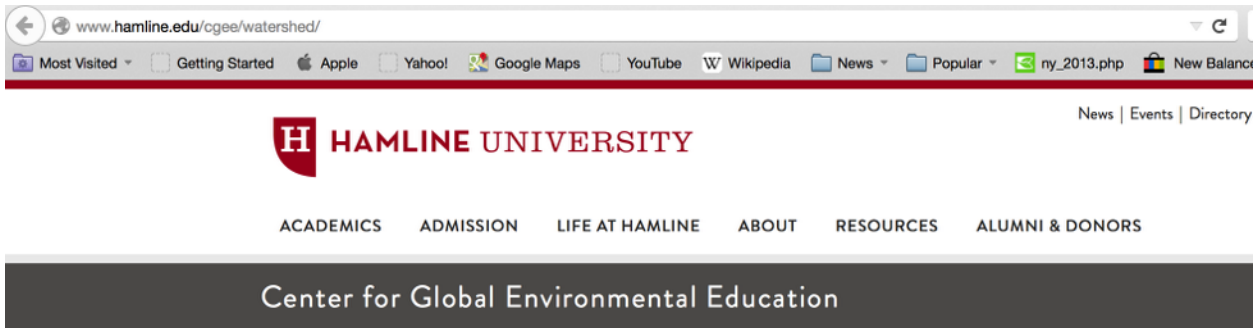 www.hamline.edu/cgee/watershed/
Most Visited Getting Started Apple Yahoo! Google Maps YouTube W Wikipedia News Popular ny_2013.php New Balance
News | Events | Directory
H HAMLINE UNIVERSITY
ACADEMICS ADMISSION LIFE AT HAMLINE ABOUT RESOURCES ALUMNI & DONORS
Center for Global Environmental Education